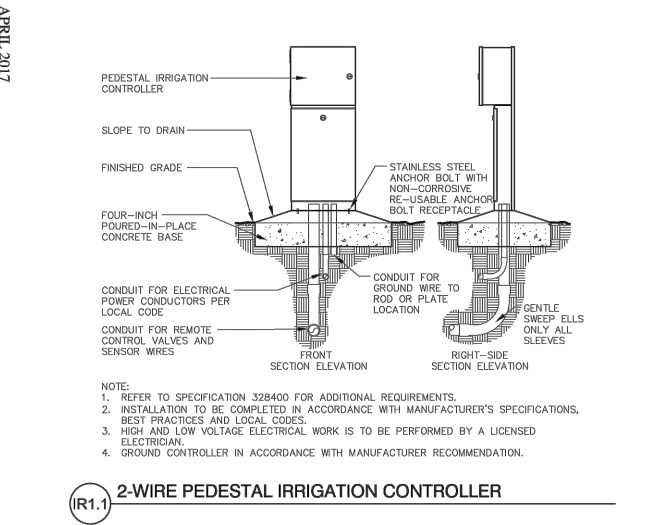 APRIL 2017
PEDESTAL IRRIGATION
CONTROLLER
SLOPE TO DRAIN
FINISHED GRADE
FOUR-INCH
POURED-IN-PLACE
CONCRETE BASE
CONDUIT FOR ELECTRICAL
POWER CONDUCTORS PER
LOCAL CODE
CONDUIT FOR REMOTE
CONTROL VALVES AND
SENSOR WIRES
STAINLESS STEEL
ANCHOR BOLT WITH
NON-CORROSIVE
RE-USABLE ANCHOR
BOLT RECEPTACLE
CONDUIT FOR
GROUND WIRE TO
ROD OR PLATE
LOCATION
GENTLE
SWEEP ELLS
ONLY ALL
SLEEVES
FRONT
SECTION ELEVATION
RIGHT-SIDE
SECTION ELEVATION
NOTE:
1. REFER TO SPECIFICATION 328400 FOR ADDITIONAL REQUIREMENTS.
2. INSTALLATION TO BE COMPLETED IN ACCORDANCE WITH MANUFACTURER'S SPECIFICATIONS,
BEST PRACTICES AND LOCAL CODES.
3. HIGH AND LOW VOLTAGE ELECTRICAL WORK IS TO BE PERFORMED BY A LICENSED
ELECTRICIAN.
4. GROUND CONTROLLER IN ACCORDANCE WITH MANUFACTURER RECOMMENDATION.
IR1.1
2-WIRE PEDESTAL IRRIGATION CONTROLLER